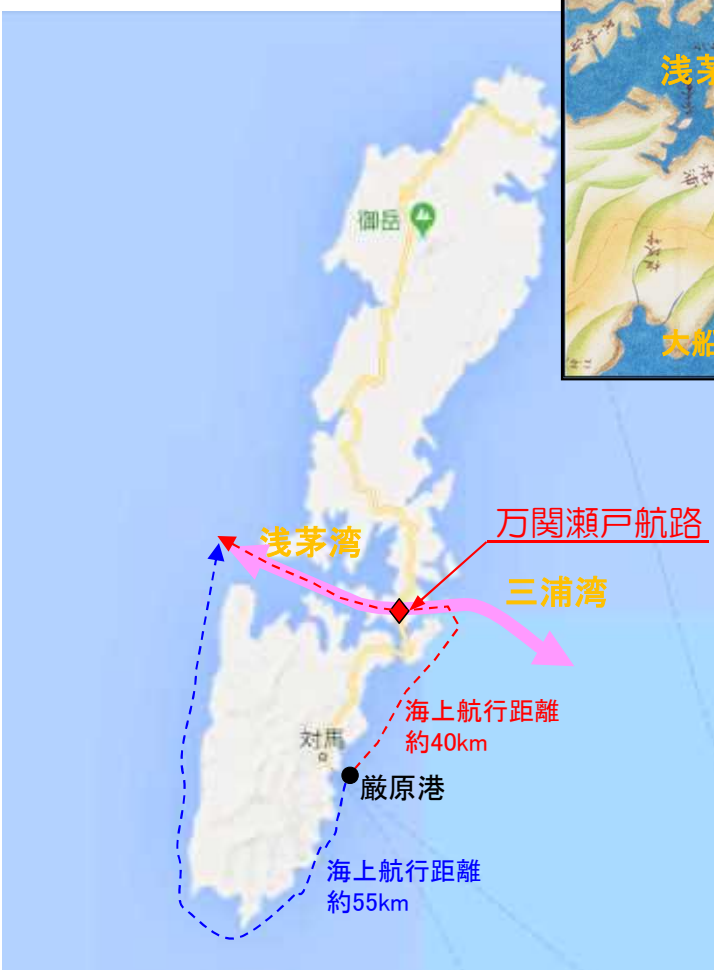 浅茅
大船
御岳
浅茅湾
万関瀬戸航路
三浦湾
海上航行距離
約40km
対馬
厳原港
海上航行距離
約55km